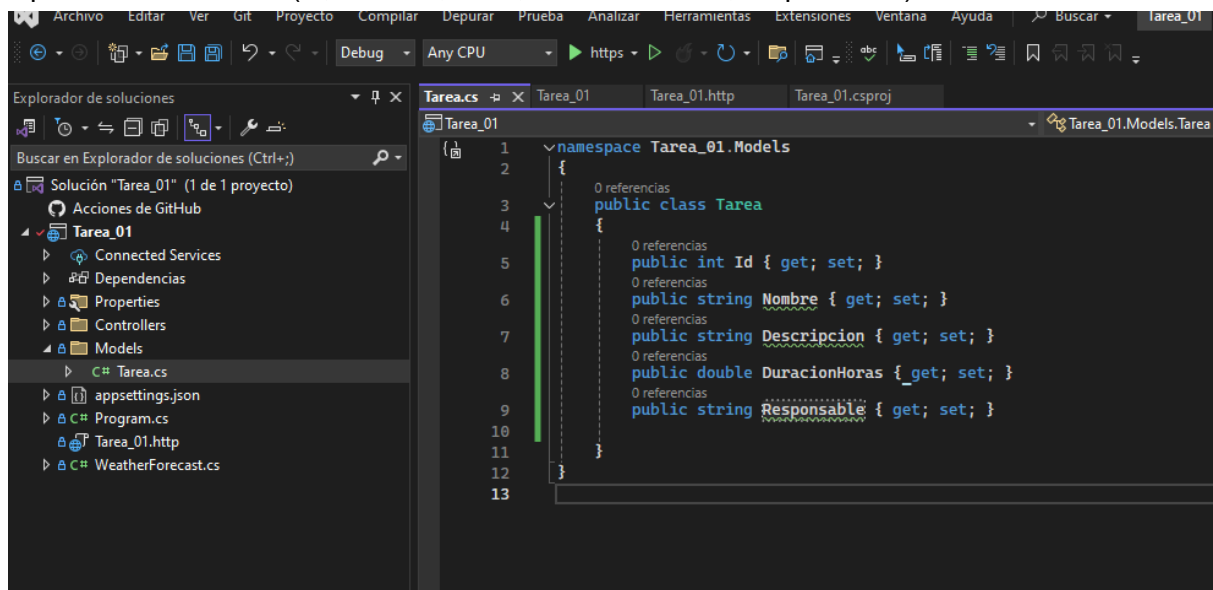 Archivo Editar Ver Git Proyecto Compilar Depurar Prueba Analizar Herramientas Extensiones Ventana Ayuda Buscar Tarea_01
Debug Any CPU https
Explorador de soluciones
Buscar en Explorador de soluciones (Ctrl+;)
Solución "Tarea_01" (1 de 1 proyecto)
Acciones de GitHub
Tarea_01
Connected Services
Dependencias
Properties
Controllers
Models
C# Tarea.cs
appsettings.json
C# Program.cs
Tarea_01.http
C# WeatherForecast.cs
Tarea.cs Tarea_01 Tarea_01.http Tarea_01.csproj
Tarea_01 Tarea_01.Models.Tarea
1 namespace Tarea_01.Models
2 {
0 referencias
3 public class Tarea
4 {
0 referencias
5 public int Id { get; set; }
0 referencias
6 public string Nombre { get; set; }
0 referencias
7 public string Descripcion { get; set; }
0 referencias
8 public double DuracionHoras { get; set; }
0 referencias
9 public string Responsable { get; set; }
10
11 }
12 }
13